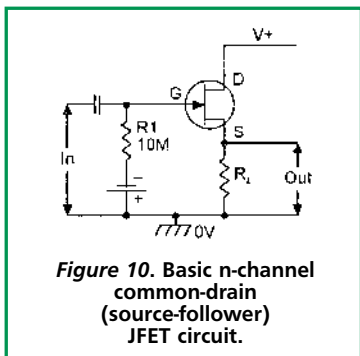 V+
D
G
S
R1
10M
In
−
+
RL
Out
0V
Figure 10. Basic n-channel
common-drain
(source-follower)
JFET circuit.